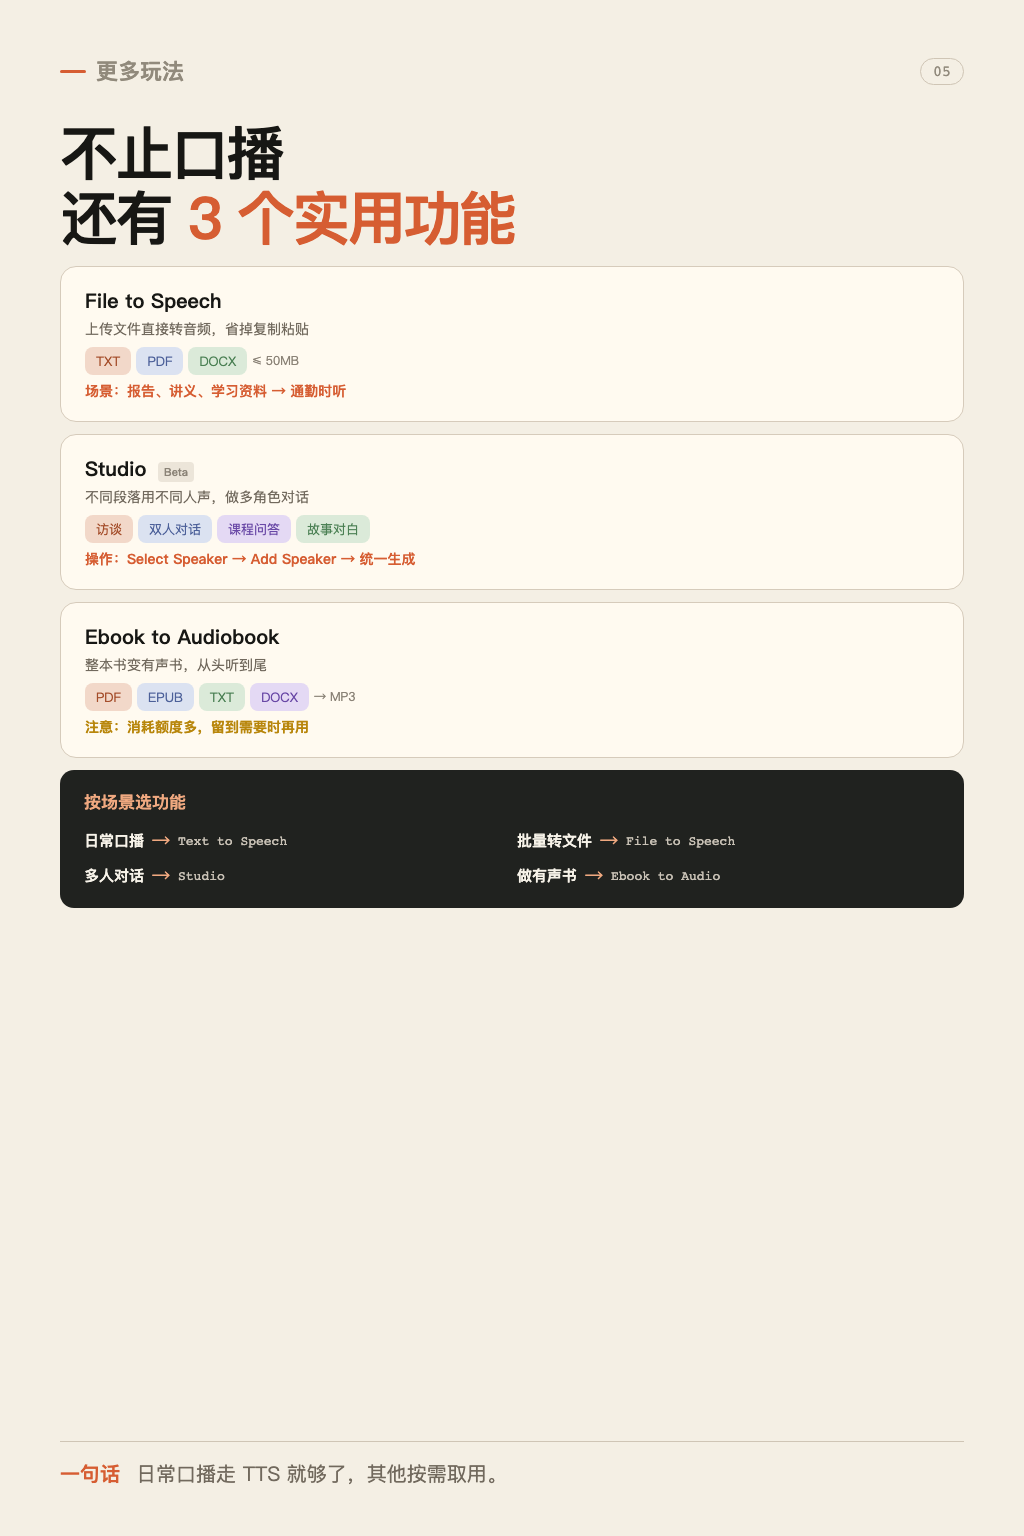 更多玩法
05
不止口播
还有 3 个实用功能
File to Speech
上传文件直接转音频，省掉复制粘贴
TXT PDF DOCX ≤ 50MB
场景：报告、讲义、学习资料 → 通勤时听
Studio Beta
不同段落用不同人声，做多角色对话
访谈 双人对话 课程问答 故事对白
操作：Select Speaker → Add Speaker → 统一生成
Ebook to Audiobook
整本书变有声书，从头听到尾
PDF EPUB TXT DOCX → MP3
注意：消耗额度多，留到需要时再用
按场景选功能
日常口播 → Text to Speech 批量转文件 → File to Speech
多人对话 → Studio 做有声书 → Ebook to Audio
一句话 日常口播走 TTS 就够了，其他按需取用。